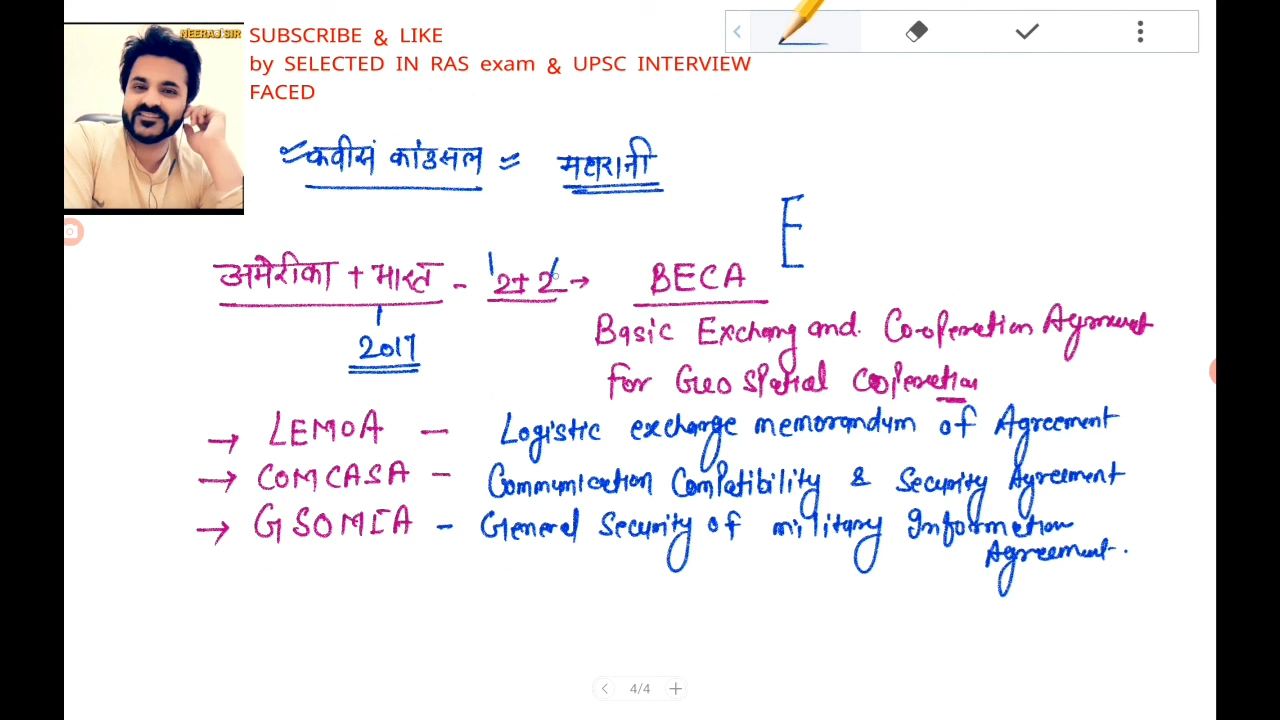 NEERAJ SIR
SUBSCRIBE & LIKE
by SELECTED IN RAS exam & UPSC INTERVIEW
FACED
कवींस कांउसल = महारानी
E
अमेरीका + भारत - 2+2 → BECA
2017
Basic Exchang and Co-operation Agreement
for Geo spatial Cooperation
→ LEMOA - Logistic exchange memorandum of Agreement
→ COMCASA - Communication Compatibility & Security Agreement
→ GSOMIA - General Security of military Information
Agreement.
4/4